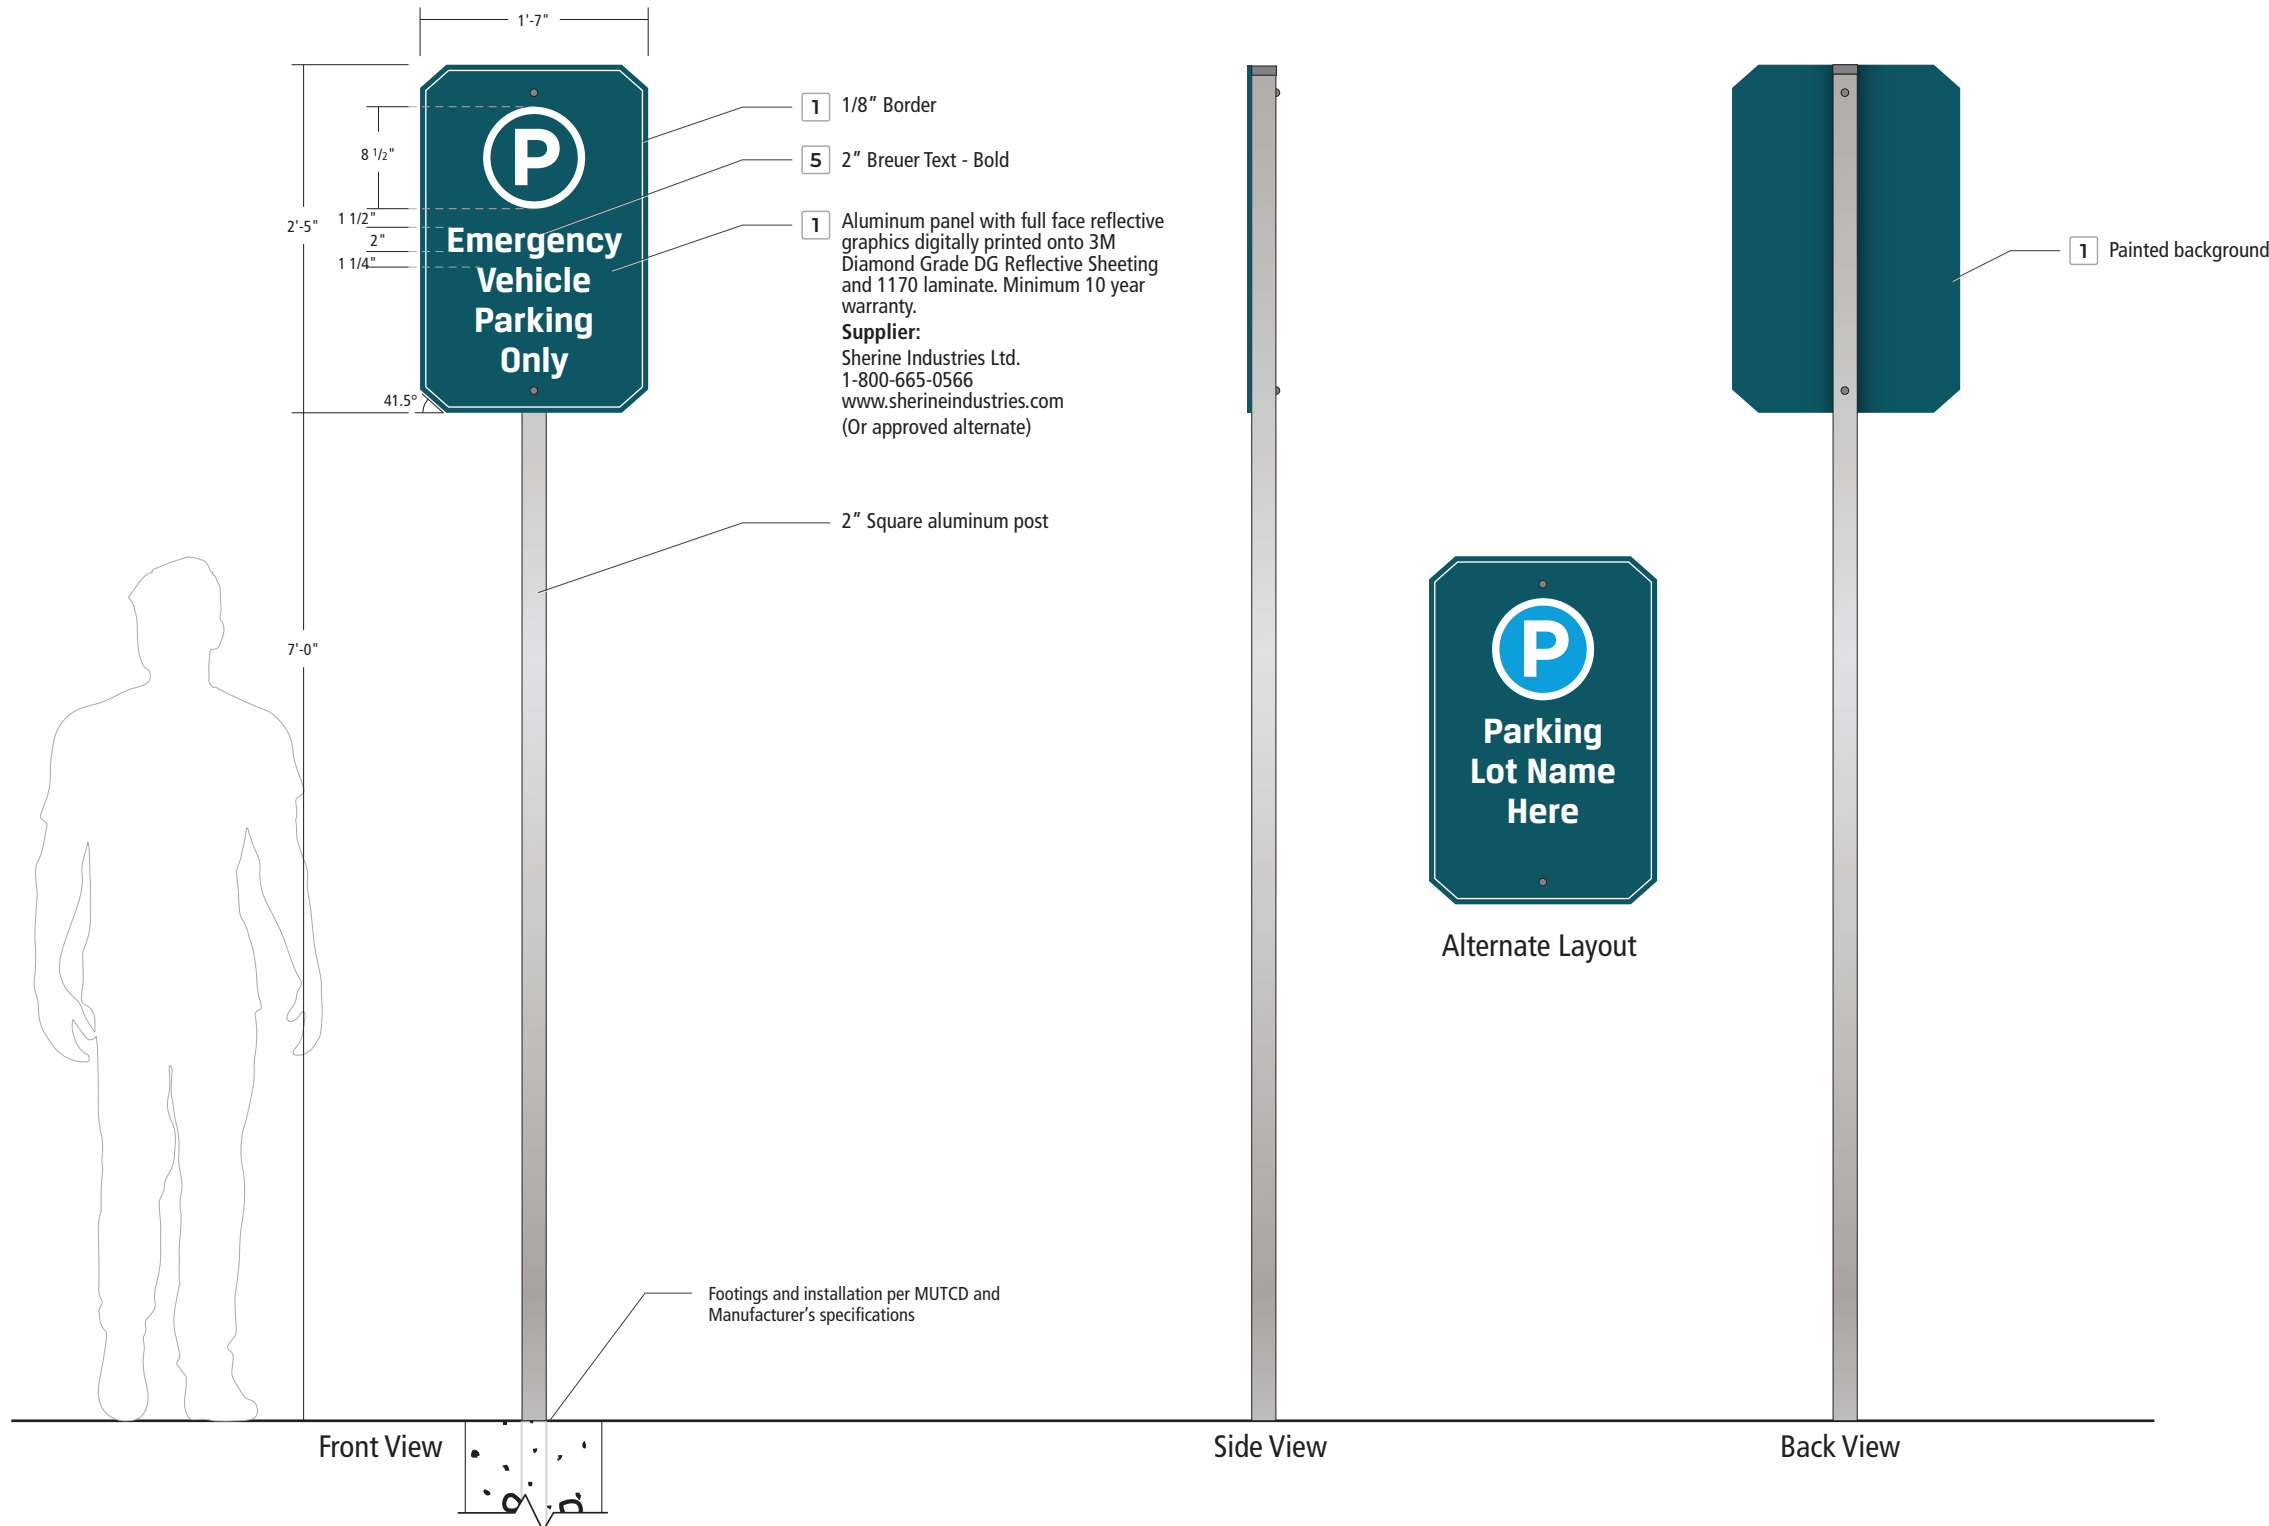 1'-7"
2'-5"
8 1/2"
1 1/2"
2"
1 1/4"
41.5°
7'-0"
P
Emergency
Vehicle
Parking
Only
1 1/8” Border
5 2” Breuer Text - Bold
1 Aluminum panel with full face reflective
graphics digitally printed onto 3M
Diamond Grade DG Reflective Sheeting
and 1170 laminate. Minimum 10 year
warranty.
Supplier:
Sherine Industries Ltd.
1-800-665-0566
www.sherineindustries.com
(Or approved alternate)
2” Square aluminum post
Footings and installation per MUTCD and
Manufacturer’s specifications
Front View
Side View
P
Parking
Lot Name
Here
Alternate Layout
1 Painted background
Back View